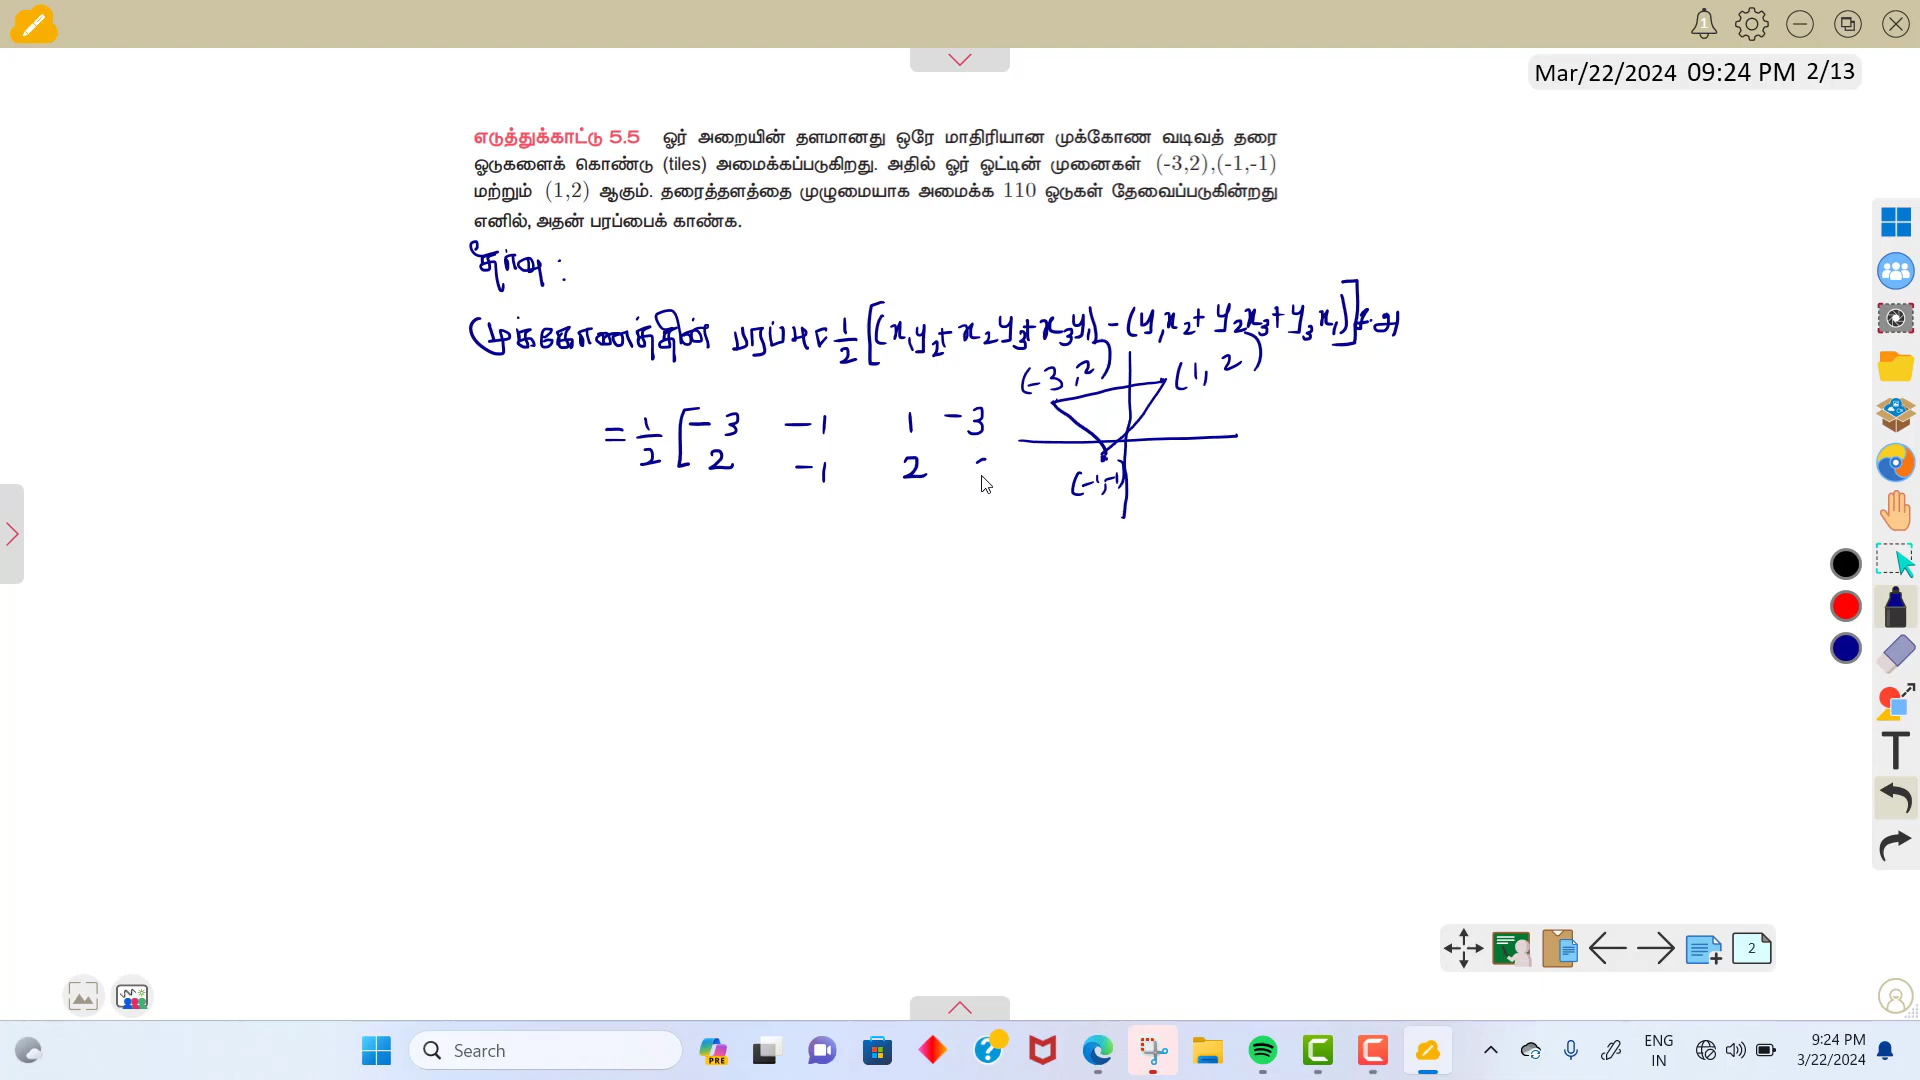 Mar/22/2024 09:24 PM 2/13
எடுத்துக்காட்டு 5.5 ஓர் அறையின் தளமானது ஒரே மாதிரியான முக்கோண வடிவத் தரை
ஓடுகளைக் கொண்டு (tiles) அமைக்கப்படுகிறது. அதில் ஓர் ஓட்டின் முனைகள் (-3,2),(-1,-1)
மற்றும் (1,2) ஆகும். தரைத்தளத்தை முழுமையாக அமைக்க 110 ஓடுகள் தேவைப்படுகின்றது
எனில், அதன் பரப்பைக் காண்க.
தீர்வு :
முக்கோணத்தின் பரப்பு = 1/2 [(x₁y₂ + x₂y₃ + x₃y₁) - (y₁x₂ + y₂x₃ + y₃x₁)] ச.அ
(-3, 2) (1, 2)
= 1/2 [ -3 -1 1 -3
2 -1 2
(-1,-1)
T
2
Search
PRE
ENG
IN
9:24 PM
3/22/2024